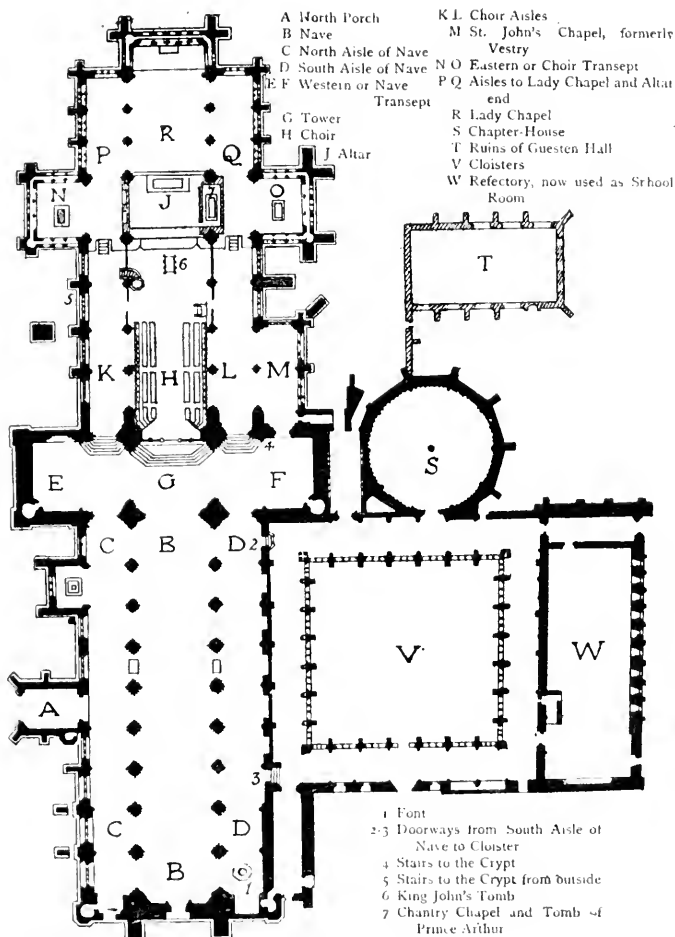 A North Porch
B Nave
C North Aisle of Nave
D South Aisle of Nave
E F Western or Nave
Transept
G Tower
H Choir
J Altar
K L Choir Aisles
M St. John's Chapel, formerly
Vestry
N O Eastern or Choir Transept
P Q Aisles to Lady Chapel and Altar
end
R Lady Chapel
S Chapter-House
T Ruins of Guesten Hall
V Cloisters
W Refectory, now used as School
Room
R
P
Q
N
J
7
O
6
5
T
K
H
L
M
4
E
G
F
S
C
B
D
2
V
W
A
3
C
D
B
1
1 Font
2-3 Doorways from South Aisle of
Nave to Cloister
4 Stairs to the Crypt
5 Stairs to the Crypt from outside
6 King John's Tomb
7 Chantry Chapel and Tomb of
Prince Arthur